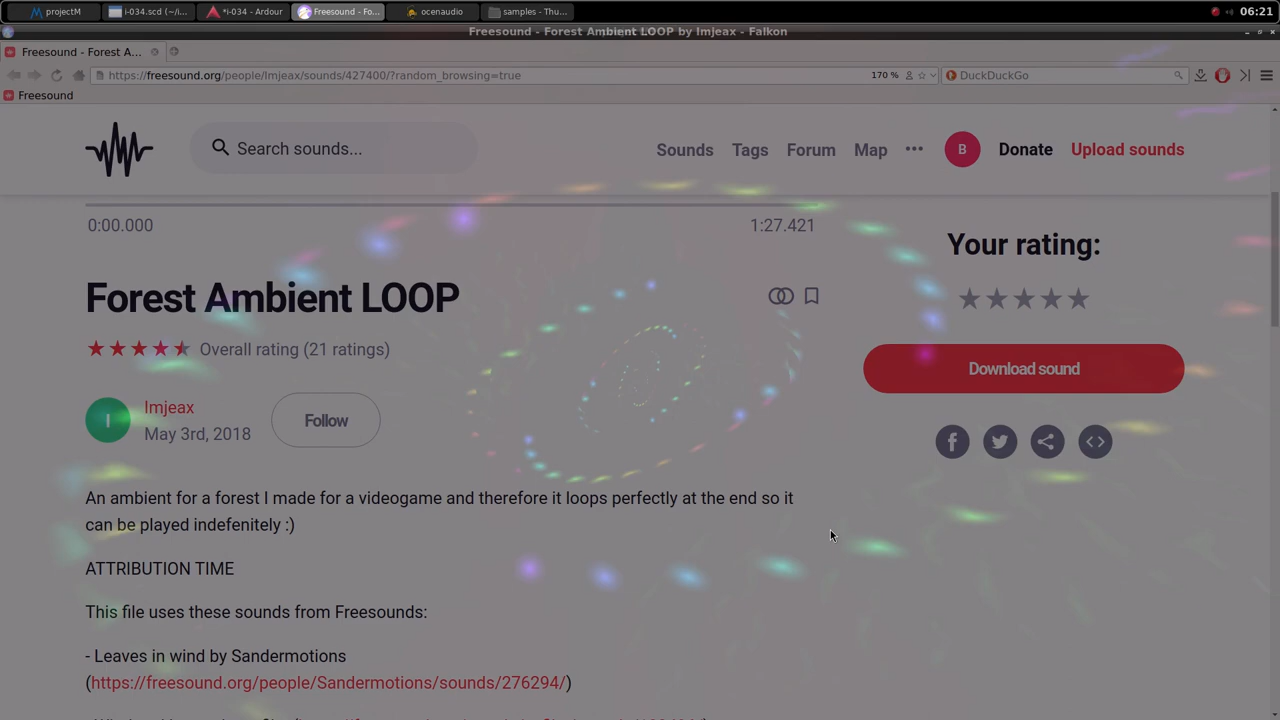 projectM
i-034.scd (~/i...
*i-034 - Ardour
Freesound - Fo...
ocenaudio
samples - Thu...
06:21
Freesound - Forest Ambient LOOP by Imjeax - Falkon
Freesound - Forest A...
https://freesound.org/people/Imjeax/sounds/427400/?random_browsing=true
170 %
DuckDuckGo
Freesound
Search sounds...
Sounds
Tags
Forum
Map
B
Donate
Upload sounds
0:00.000
1:27.421
Your rating:
Forest Ambient LOOP
Overall rating (21 ratings)
Download sound
I
Imjeax
May 3rd, 2018
Follow
An ambient for a forest I made for a videogame and therefore it loops perfectly at the end so it
can be played indefenitely :)
ATTRIBUTION TIME
This file uses these sounds from Freesounds:
- Leaves in wind by Sandermotions
(https://freesound.org/people/Sandermotions/sounds/276294/)